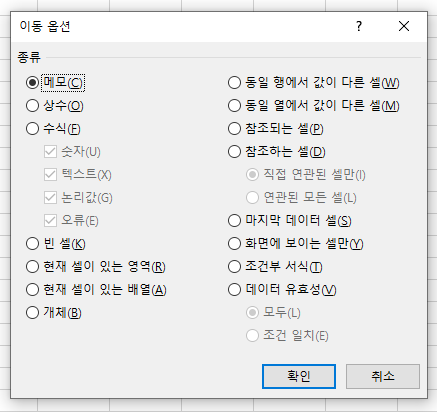 이동 옵션
?
종류
메모(C)
상수(O)
수식(F)
숫자(U)
텍스트(X)
논리값(G)
오류(E)
빈 셀(K)
현재 셀이 있는 영역(R)
현재 셀이 있는 배열(A)
개체(B)
동일 행에서 값이 다른 셀(W)
동일 열에서 값이 다른 셀(M)
참조되는 셀(P)
참조하는 셀(D)
직접 연관된 셀만(I)
연관된 모든 셀(L)
마지막 데이터 셀(S)
화면에 보이는 셀만(Y)
조건부 서식(T)
데이터 유효성(V)
모두(L)
조건 일치(E)
확인
취소